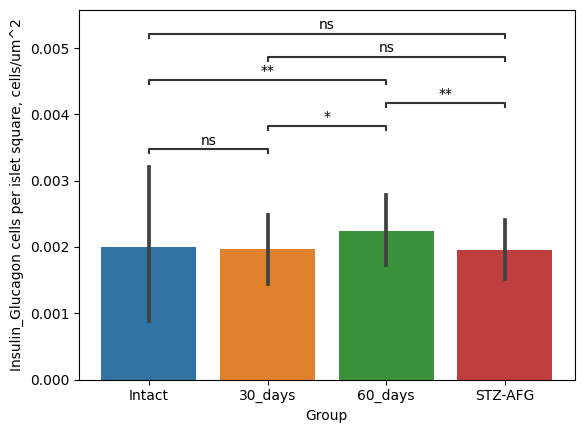 Insulin_Glucagon cells per islet square, cells/um^2
0.005
0.004
0.003
0.002
0.001
0.000
ns
ns
**
**
*
ns
Intact 30_days 60_days STZ-AFG
Group